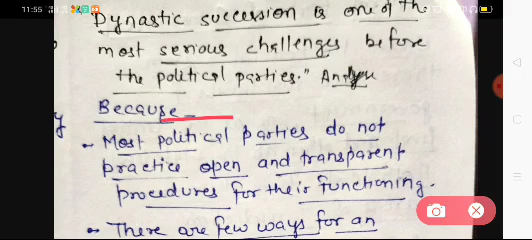 11:55
Dynastic succession is one of the
most serious challenges before
the political parties." Analyse
Because -
- Most political parties do not
practice open and transparent
procedures for their functioning.
- There are few ways for an